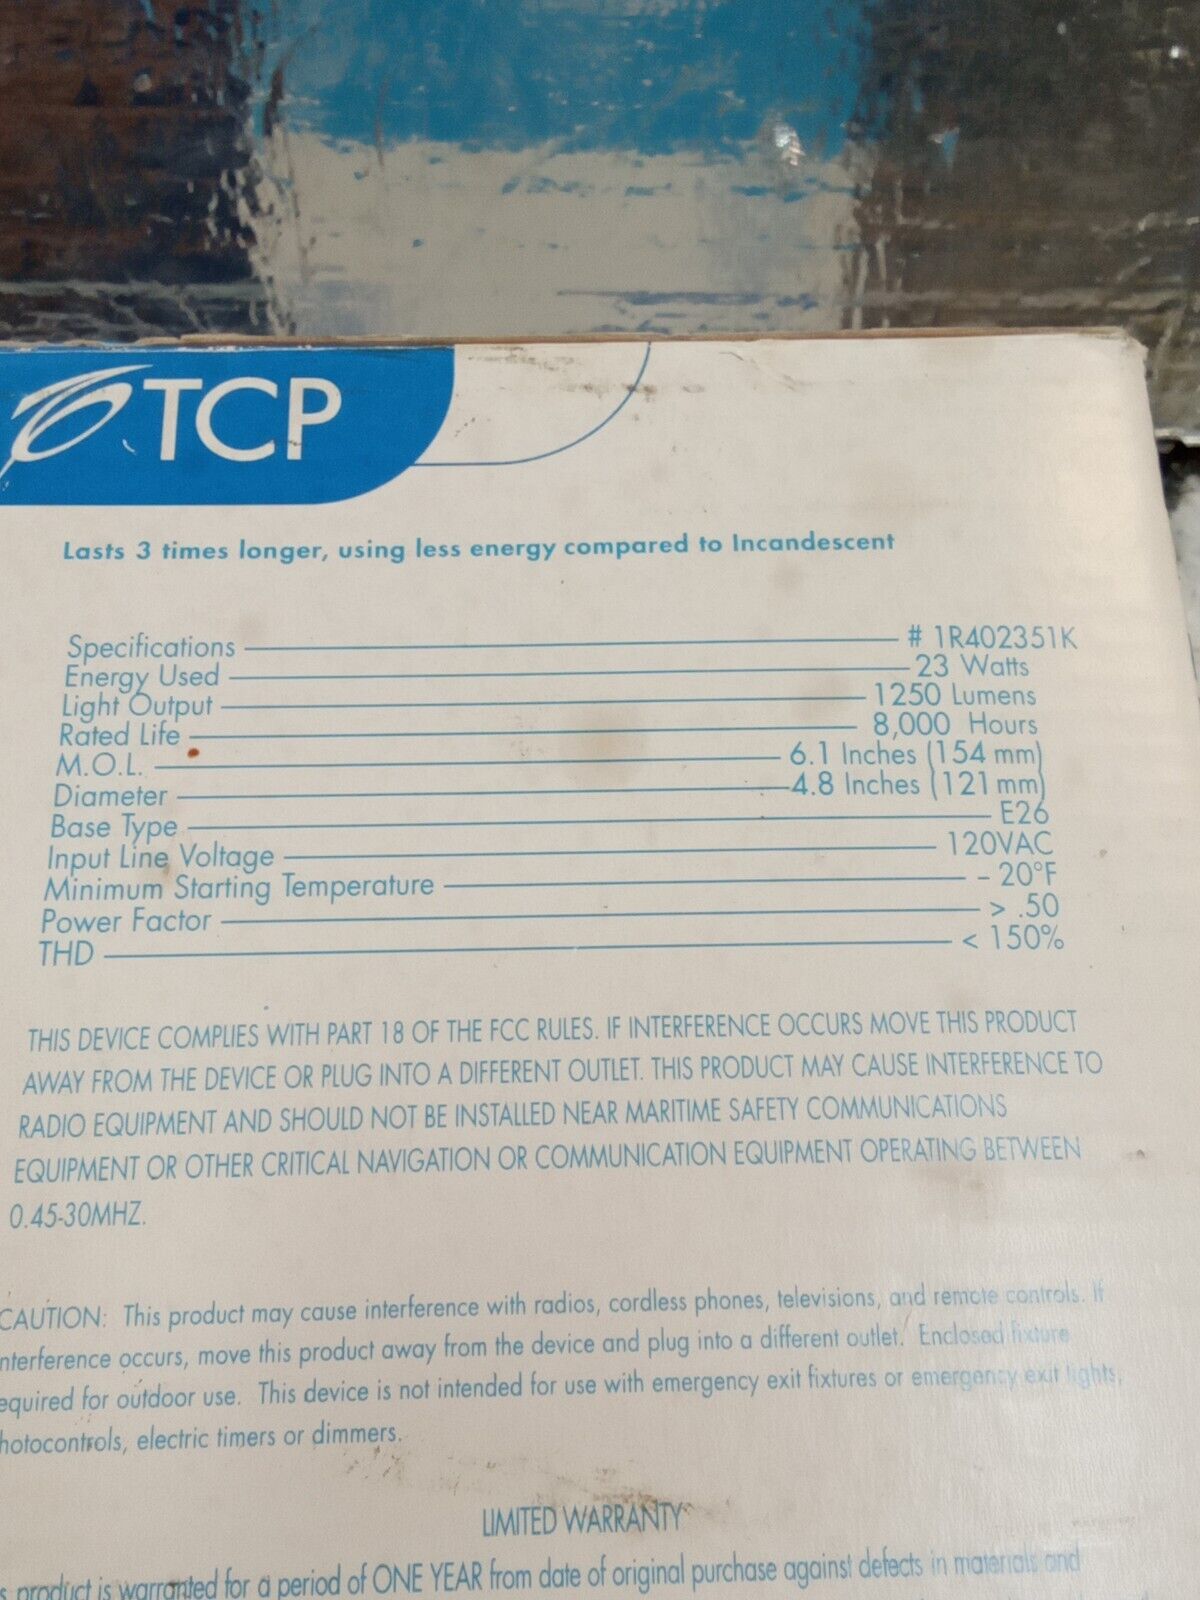 TCP
Lasts 3 times longer, using less energy compared to Incandescent
Specifications # 1R402351K
Energy Used 23 Watts
Light Output 1250 Lumens
Rated Life 8,000 Hours
M.O.L. 6.1 Inches (154 mm)
Diameter 4.8 Inches (121 mm)
Base Type E26
Input Line Voltage 120VAC
Minimum Starting Temperature - 20°F
Power Factor > .50
THD < 150%
THIS DEVICE COMPLIES WITH PART 18 OF THE FCC RULES. IF INTERFERENCE OCCURS MOVE THIS PRODUCT
AWAY FROM THE DEVICE OR PLUG INTO A DIFFERENT OUTLET. THIS PRODUCT MAY CAUSE INTERFERENCE TO
RADIO EQUIPMENT AND SHOULD NOT BE INSTALLED NEAR MARITIME SAFETY COMMUNICATIONS
EQUIPMENT OR OTHER CRITICAL NAVIGATION OR COMMUNICATION EQUIPMENT OPERATING BETWEEN
0.45-30MHZ.
CAUTION: This product may cause interference with radios, cordless phones, televisions, and remote controls. If
nterference occurs, move this product away from the device and plug into a different outlet. Enclosed fixture
equired for outdoor use. This device is not intended for use with emergency exit fixtures or emergency exit lights,
hotocontrols, electric timers or dimmers.
LIMITED WARRANTY
s product is warranted for a period of ONE YEAR from date of original purchase against defects in materials and